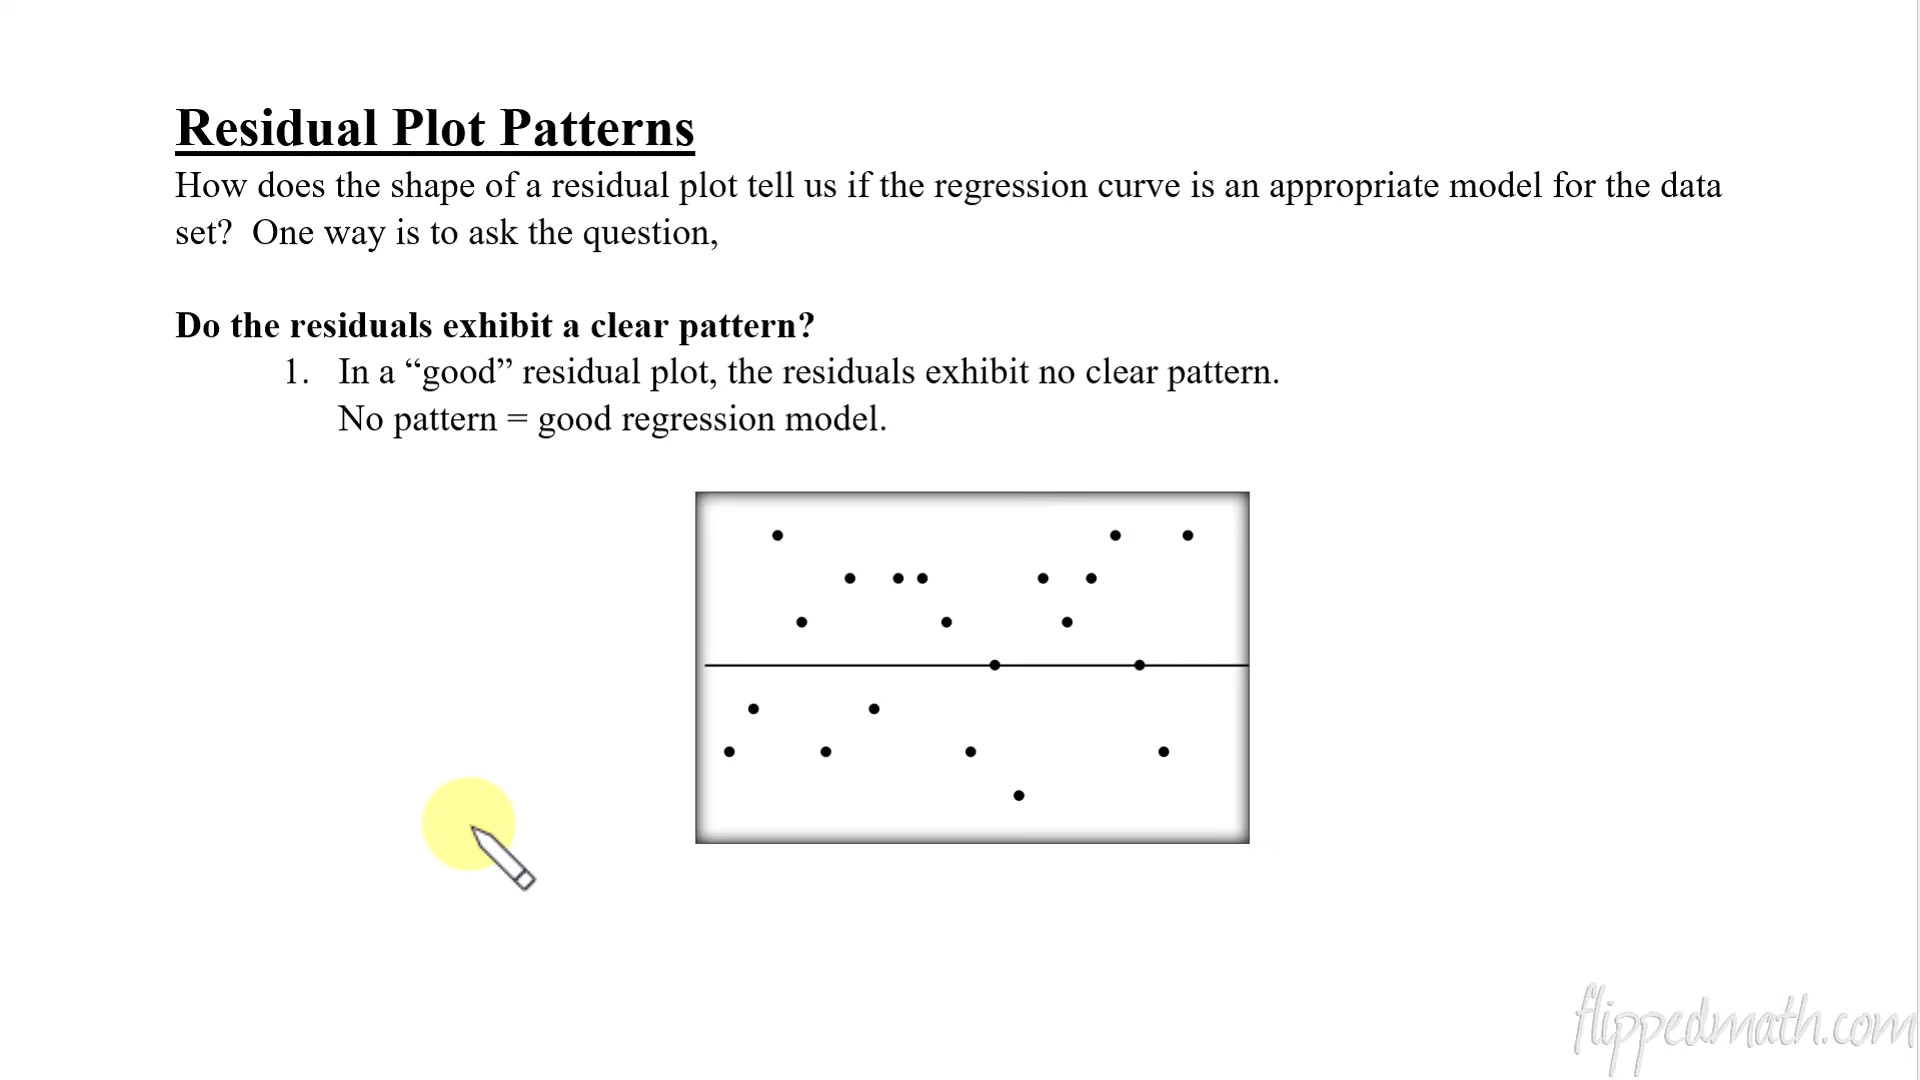 Residual Plot Patterns
How does the shape of a residual plot tell us if the regression curve is an appropriate model for the data
set?  One way is to ask the question,
Do the residuals exhibit a clear pattern?
1. In a “good” residual plot, the residuals exhibit no clear pattern.
No pattern = good regression model.
flippedmath.com